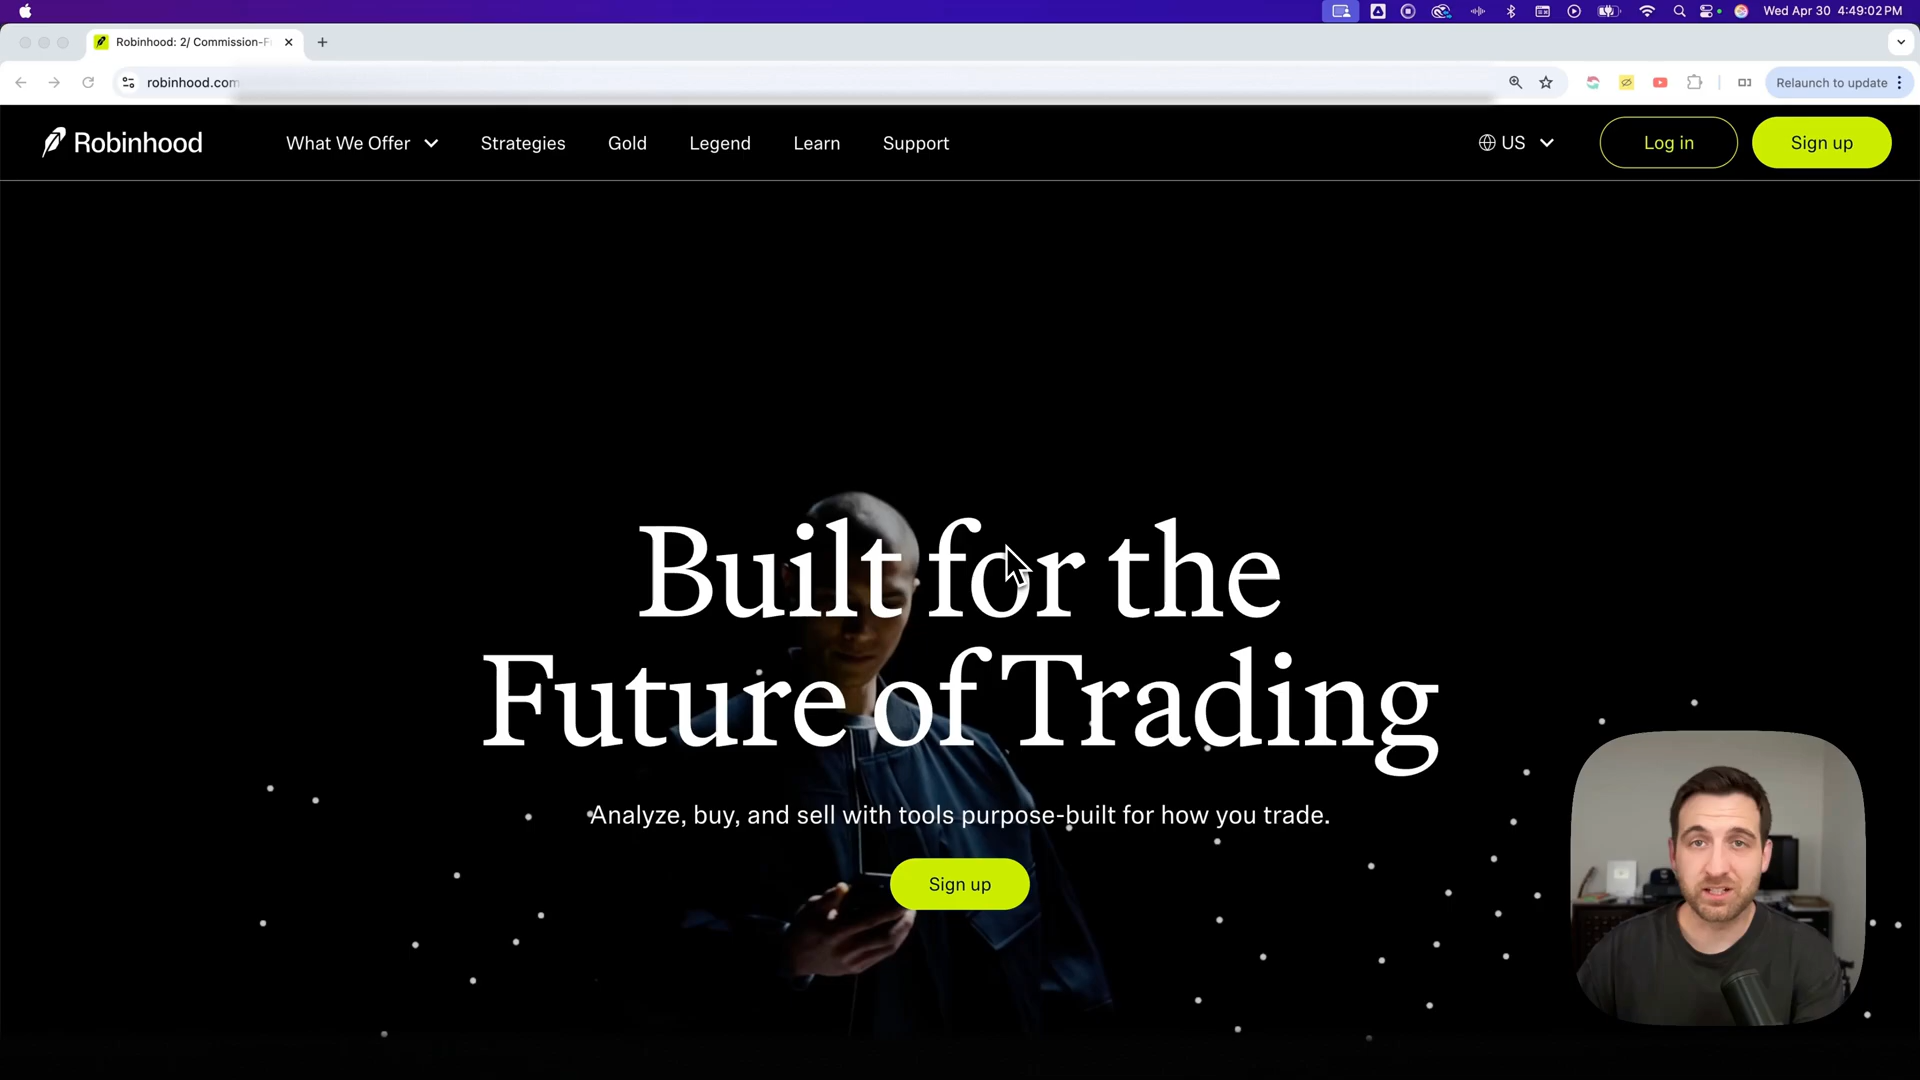 Wed Apr 30 4:49:02 PM
Robinhood: 2/ Commission-F
robinhood.com
Relaunch to update
Robinhood
What We Offer
Strategies
Gold
Legend
Learn
Support
US
Log in
Sign up
Built for the
Future of Trading
Analyze, buy, and sell with tools purpose-built for how you trade.
Sign up